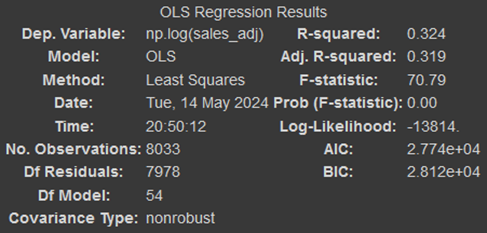 OLS Regression Results
Dep. Variable: np.log(sales_adj) R-squared: 0.324
Model: OLS Adj. R-squared: 0.319
Method: Least Squares F-statistic: 70.79
Date: Tue, 14 May 2024 Prob (F-statistic): 0.00
Time: 20:50:12 Log-Likelihood: -13814.
No. Observations: 8033 AIC: 2.774e+04
Df Residuals: 7978 BIC: 2.812e+04
Df Model: 54
Covariance Type: nonrobust